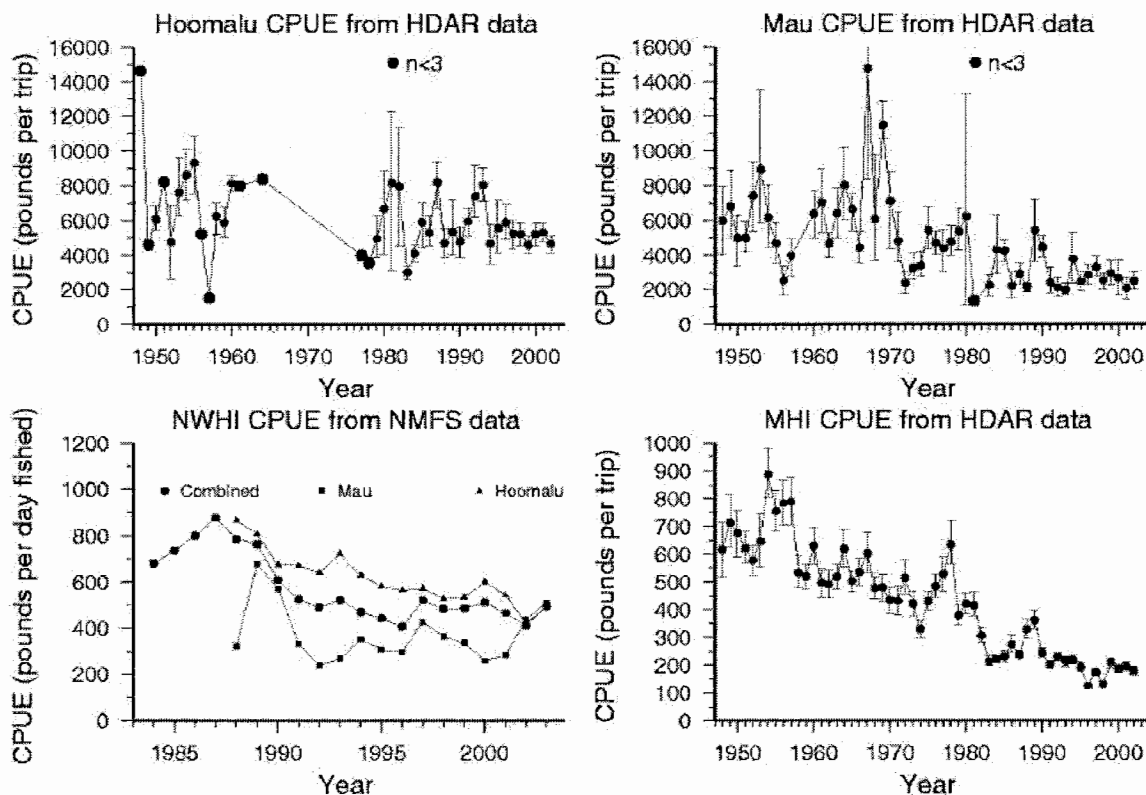 Hoomalu CPUE from HDAR data
CPUE (pounds per trip)
16000
14000
12000
10000
8000
6000
4000
2000
0
n<3
1950 1960 1970 1980 1990 2000
Year
Mau CPUE from HDAR data
CPUE (pounds per trip)
16000
14000
12000
10000
8000
6000
4000
2000
0
n<3
1950 1960 1970 1980 1990 2000
Year
NWHI CPUE from NMFS data
CPUE (pounds per day fished)
1200
1000
800
600
400
200
0
Combined Mau Hoomalu
1985 1990 1995 2000
Year
MHI CPUE from HDAR data
CPUE (pounds per trip)
1000
900
800
700
600
500
400
300
200
100
0
1950 1960 1970 1980 1990 2000
Year